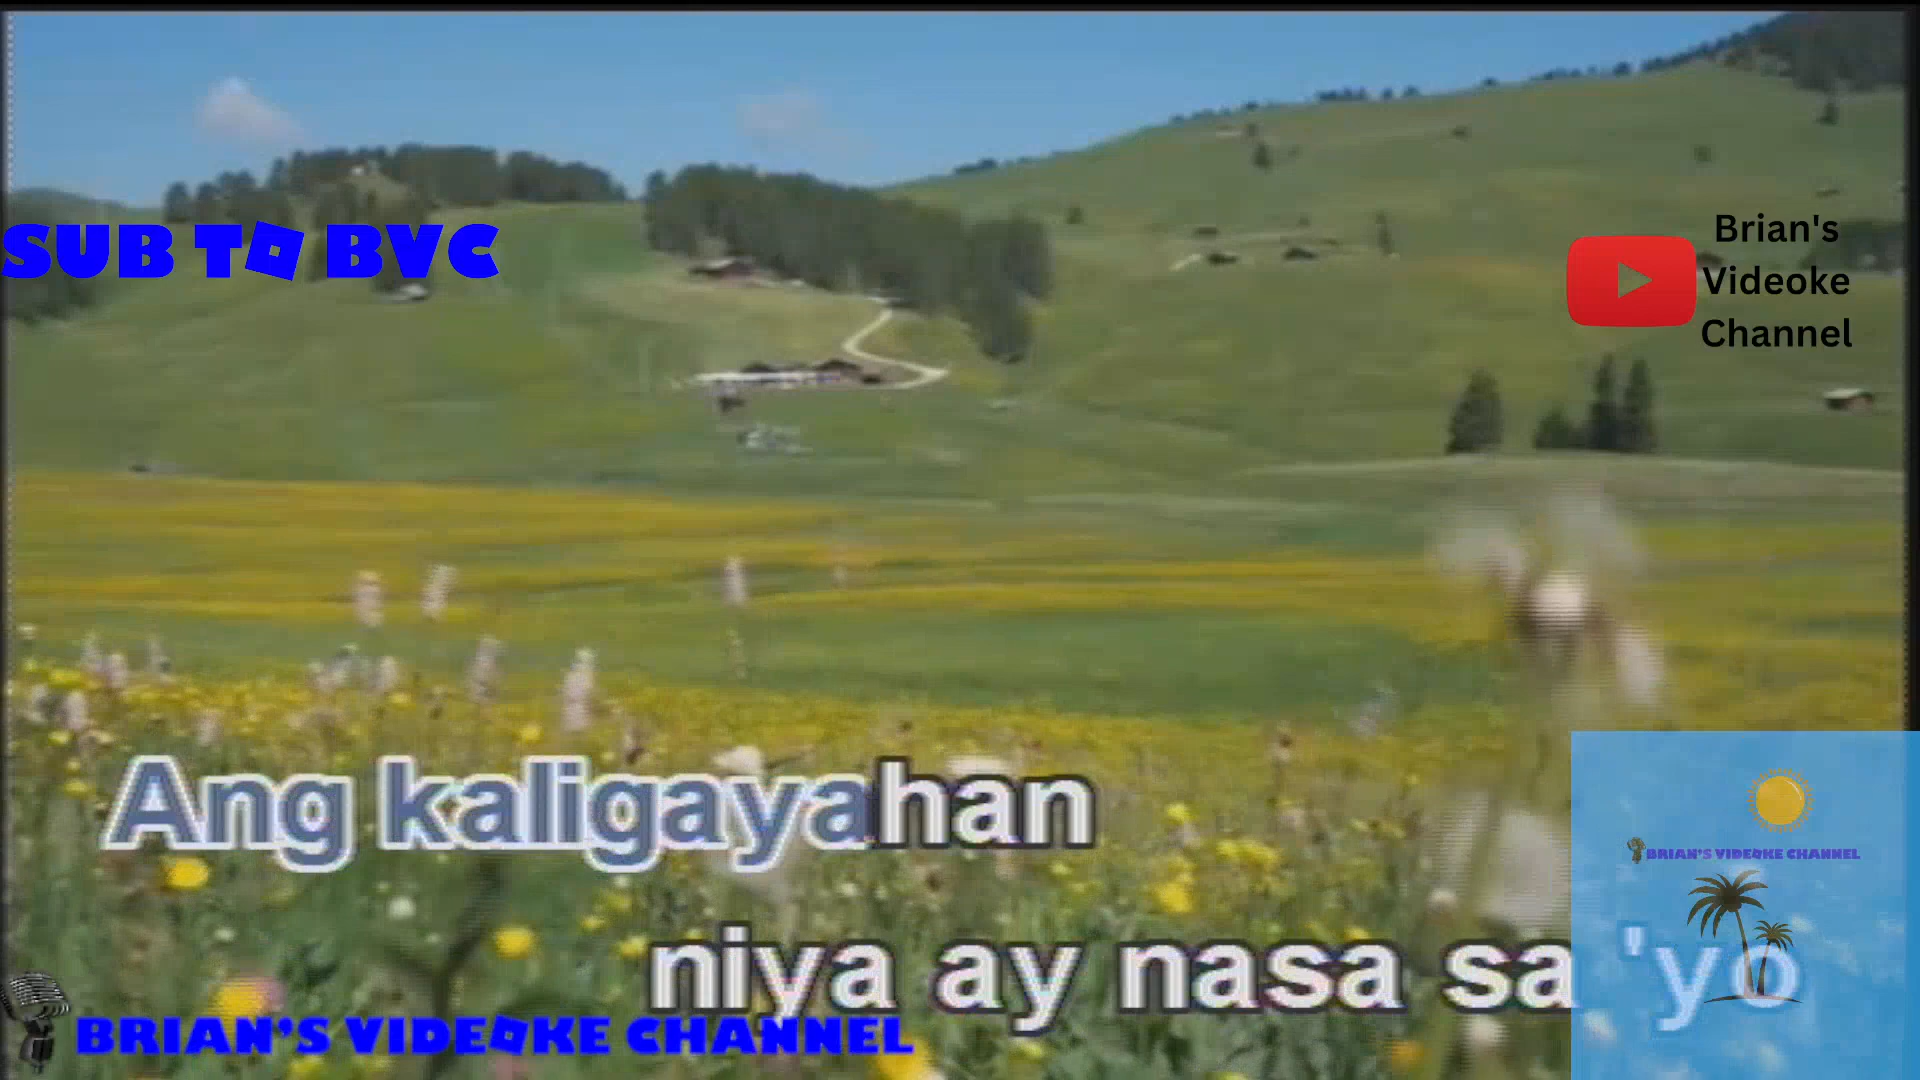 SUB TO BVC
Brian's
Videoke
Channel
Ang kaligayahan
BRIAN'S VIDEOKE CHANNEL
niya ay nasa sa 'yo
BRIAN'S VIDEOKE CHANNEL